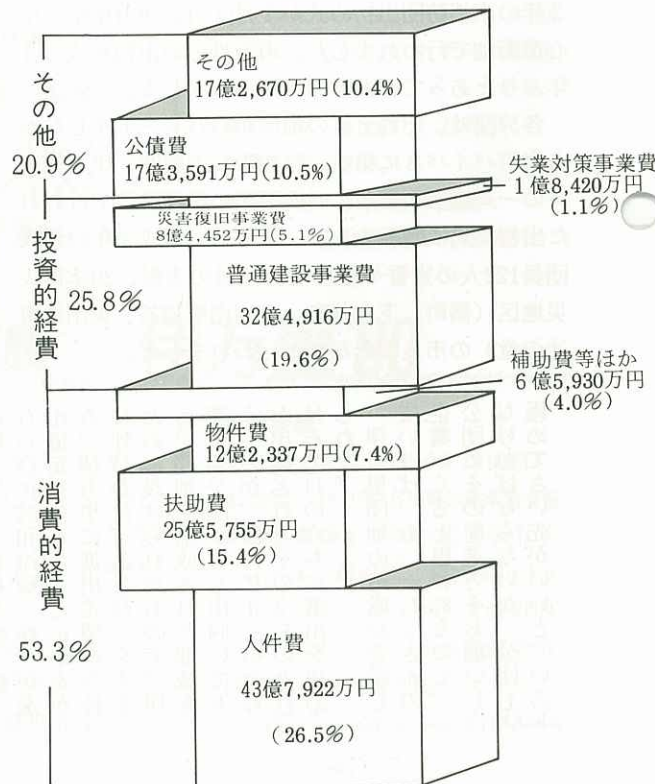 その他
20.9%
投資的経費
25.8%
消費的経費
53.3%
その他
17億2,670万円(10.4%)
公債費
17億3,591万円(10.5%)
失業対策事業費
1億8,420万円
(1.1%)
災害復旧事業費
8億4,452万円(5.1%)
普通建設事業費
32億4,916万円
(19.6%)
補助費等ほか
6億5,930万円
(4.0%)
物件費
12億2,337万円(7.4%)
扶助費
25億5,755万円
(15.4%)
人件費
43億7,922万円
(26.5%)